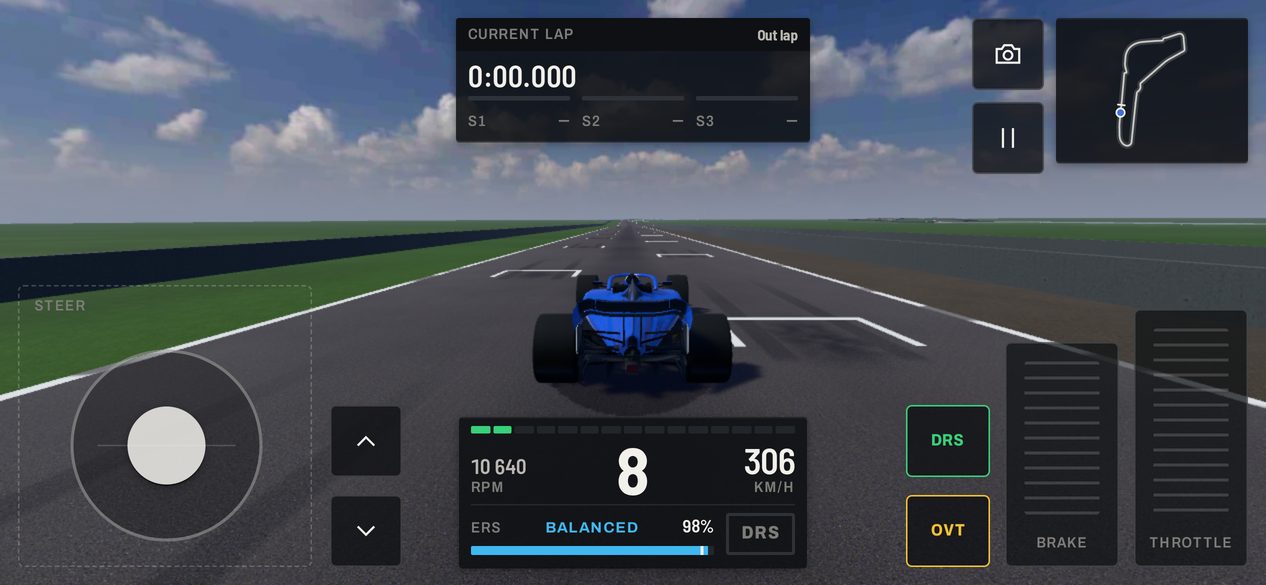 CURRENT LAP Out lap
0:00.000
S1 – S2 – S3 –
STEER
10 640
RPM
8
306
KM/H
ERS BALANCED 98% DRS
DRS
OVT
BRAKE
THROTTLE